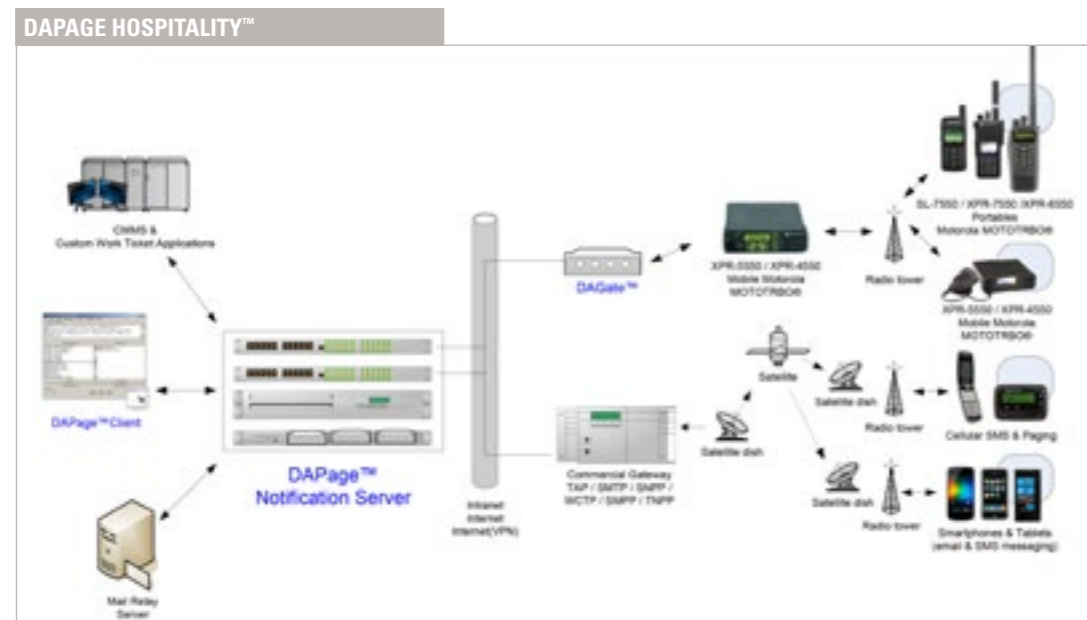 DAPAGE HOSPITALITY™
CMMS &
Custom Work Ticket Applications
DAPage™ Client
Mail Relay
Server
DAPage™
Notification Server
Intranet
Internet
Internet(VPN)
DAGate™
XPR-5550 / XPR-4550
Mobile Motorola
MOTOTRBO®
Radio tower
SL-7550 / XPR-7550 /XPR-6550
Portables
Motorola MOTOTRBO®
XPR-5550 / XPR-4550
Mobile Motorola
MOTOTRBO®
Commercial Gateway
TAP / SMTP / SNPP /
WCTP / SMPP / TNPP
Satellite dish
Satellite
Satellite dish
Radio tower
Cellular SMS & Paging
Satellite dish
Radio tower
Smartphones & Tablets
(email & SMS messaging)